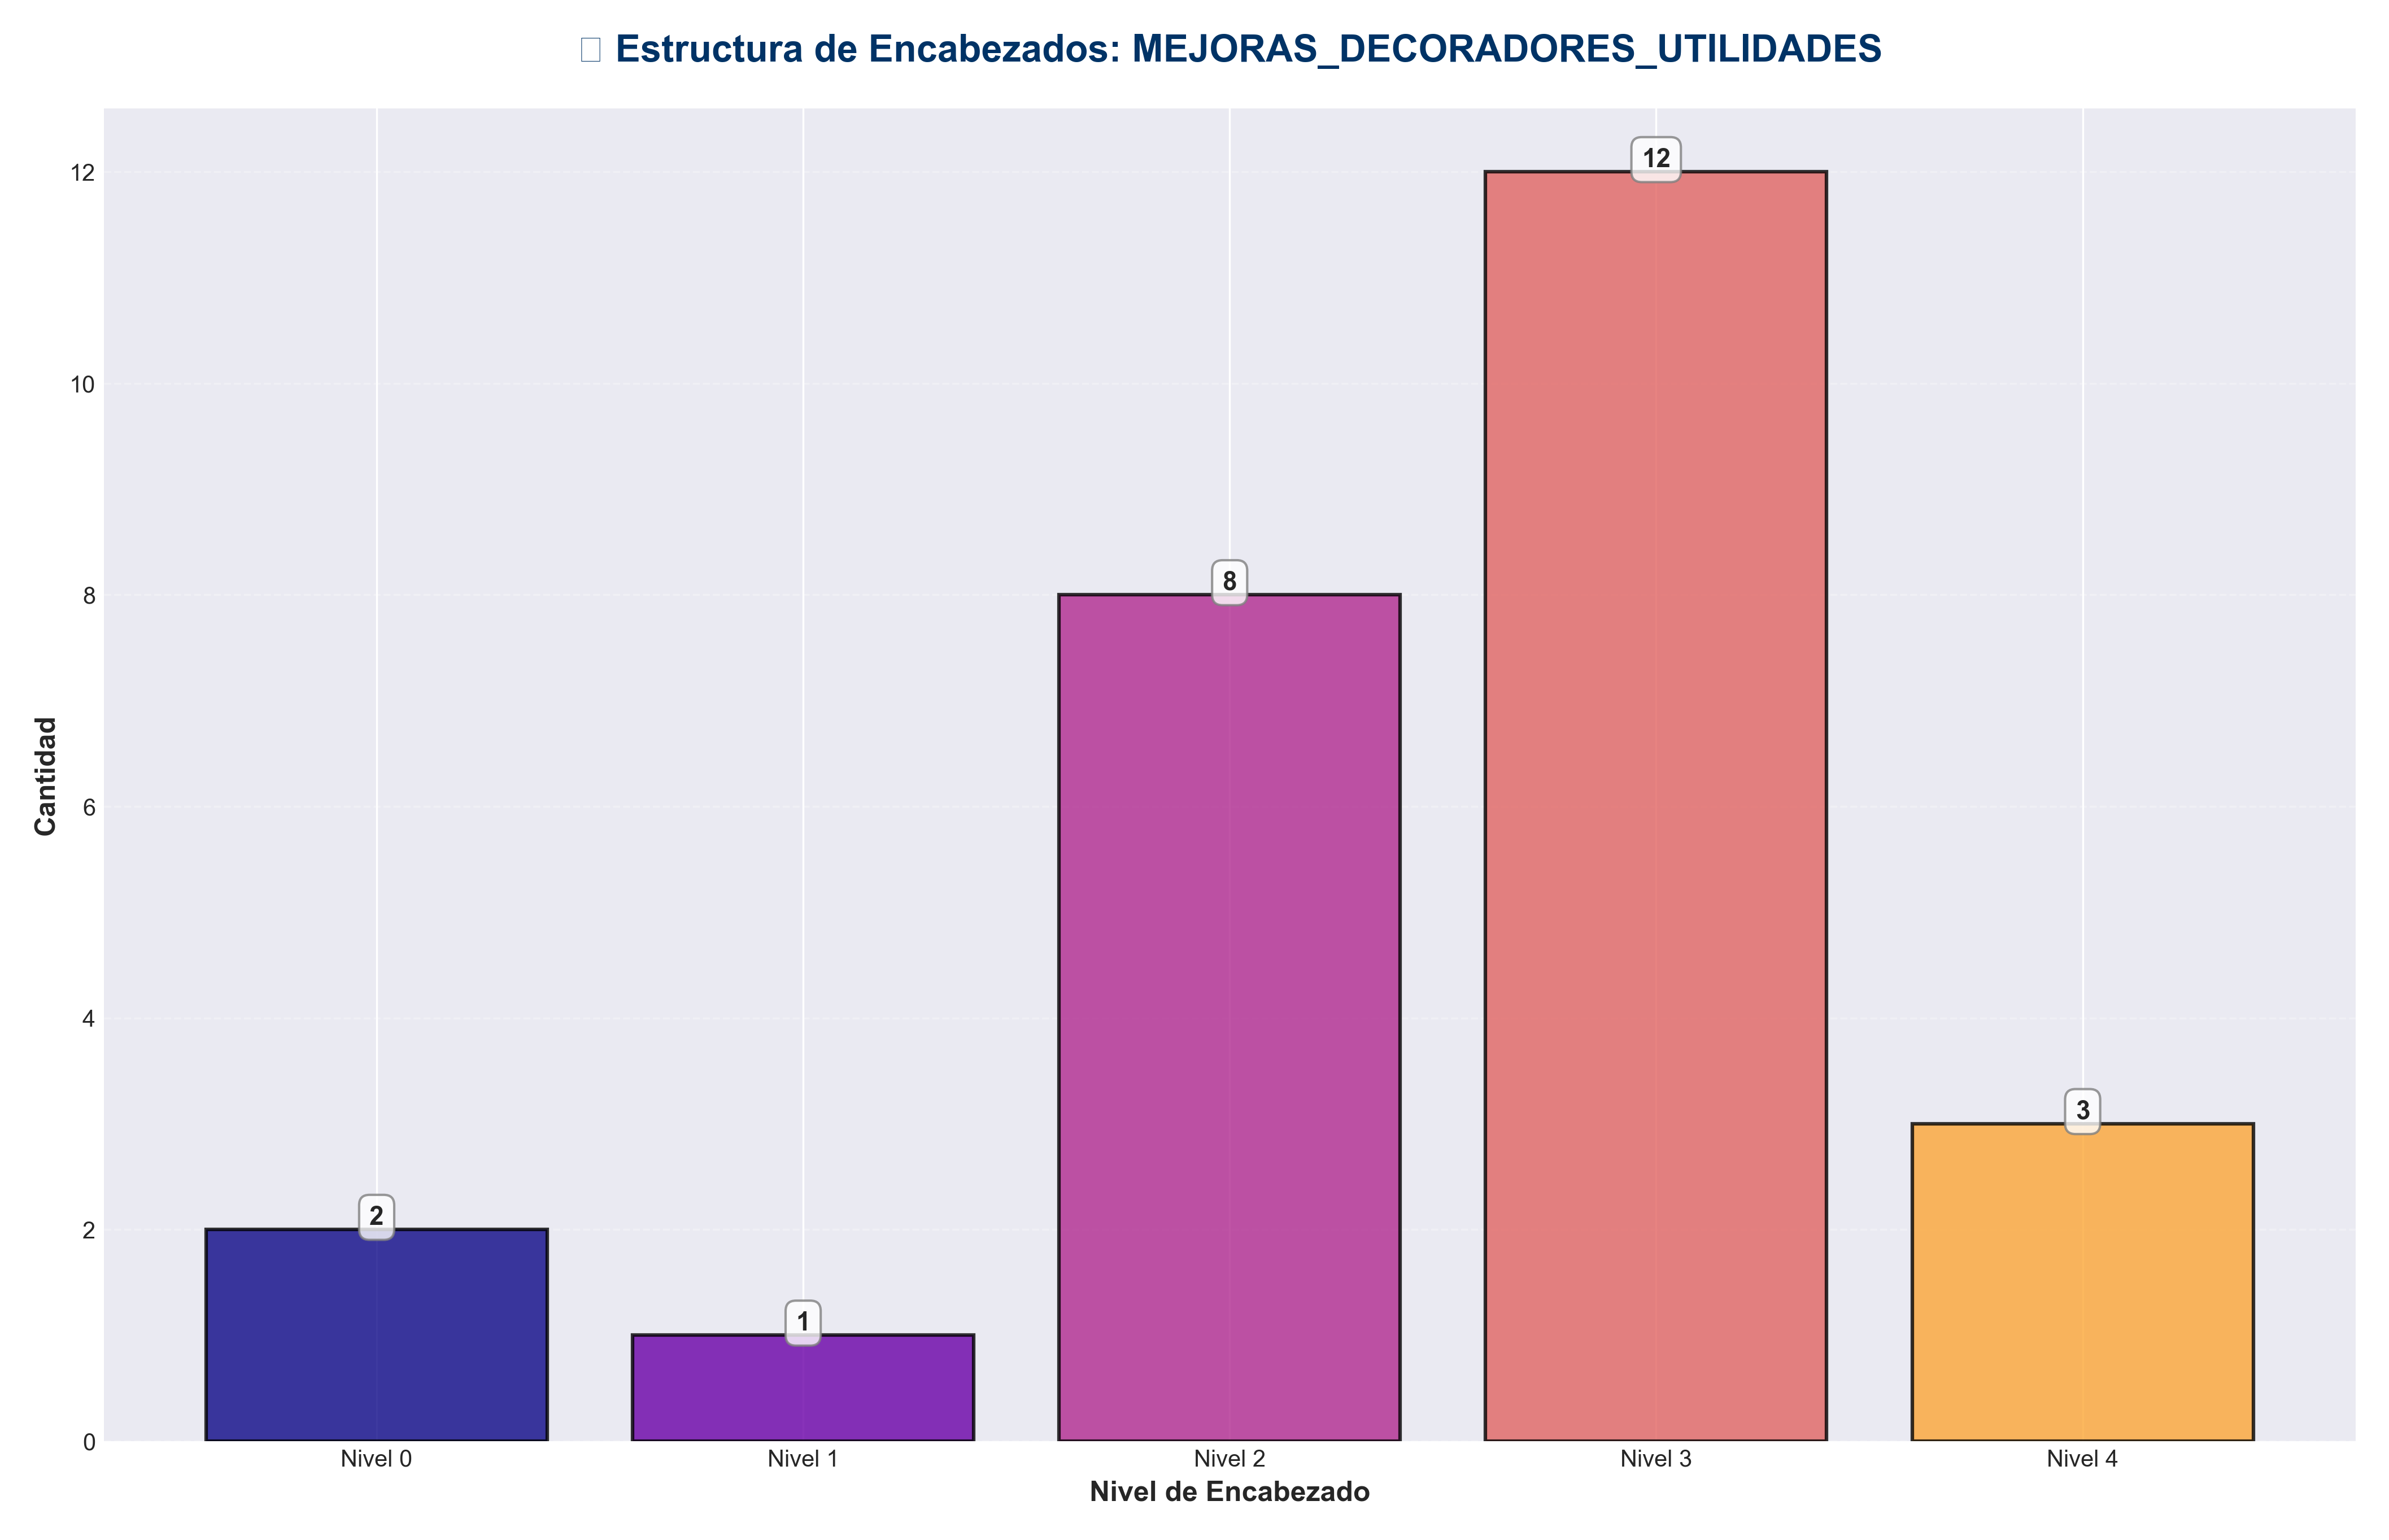 Estructura de Encabezados: MEJORAS_DECORADORES_UTILIDADES
Cantidad
12
10
8
6
4
2
0
2
1
8
12
3
Nivel 0
Nivel 1
Nivel 2
Nivel 3
Nivel 4
Nivel de Encabezado